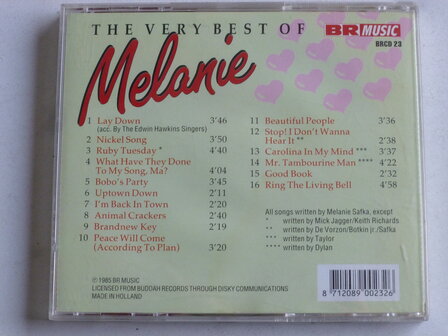 THE VERY BEST OF
BR MUSIC
BRCD 23
Melanie
1 Lay Down 3'46
(acc. By The Edwin Hawkins Singers)
2 Nickel Song 3'50
3 Ruby Tuesday * 4'40
4 What Have They Done
To My Song, Ma? 4'04
5 Bobo's Party 3'45
6 Uptown Down 2'11
7 I'm Back In Town 2'20
8 Animal Crackers 2'40
9 Brandnew Key 2'19
10 Peace Will Come
(According To Plan) 3'20
11 Beautiful People 3'36
12 Stop! I Don't Wanna
Hear It ** 2'38
13 Carolina In My Mind *** 3'37
14 Mr. Tambourine Man **** 4'22
15 Good Book 2'32
16 Ring The Living Bell 4'58
All songs written by Melanie Safka, except
* written by Mick Jagger/Keith Richards
** written by De Vorzon/Botkin jr./Safka
*** written by Taylor
**** written by Dylan
℗ 1985 BR MUSIC
LICENSED FROM BUDDAH RECORDS THROUGH DISKY COMMUNICATIONS
MADE IN HOLLAND
8 712089 002326